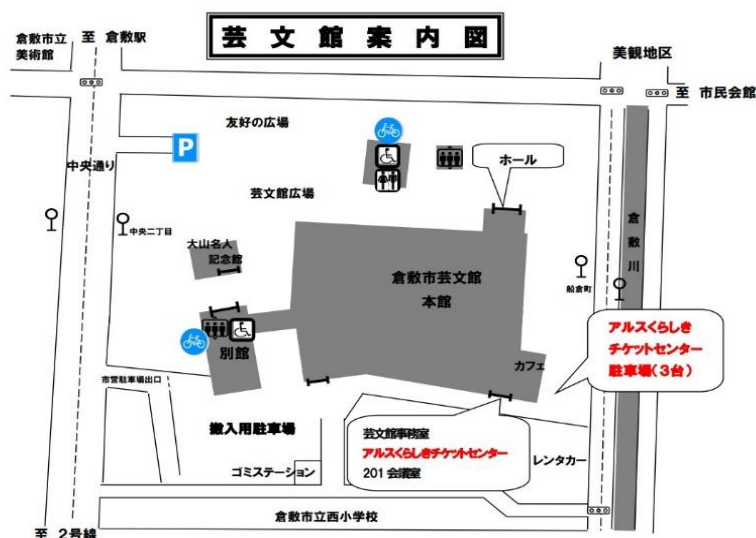 芸文館案内図
倉敷市立
美術館
至 倉敷駅
美観地区
至 市民会館
友好の広場
P
中央通り
ホール
芸文館広場
中央二丁目
大山名人
記念館
倉敷市芸文館
本館
倉敷川
船倉町
別館
カフェ
アルスくらしき
チケットセンター
駐車場(3台)
市営駐車場出口
搬入用駐車場
芸文館事務室
アルスくらしきチケットセンター
201会議室
ゴミステーション
レンタカー
倉敷市立西小学校
至 2号線